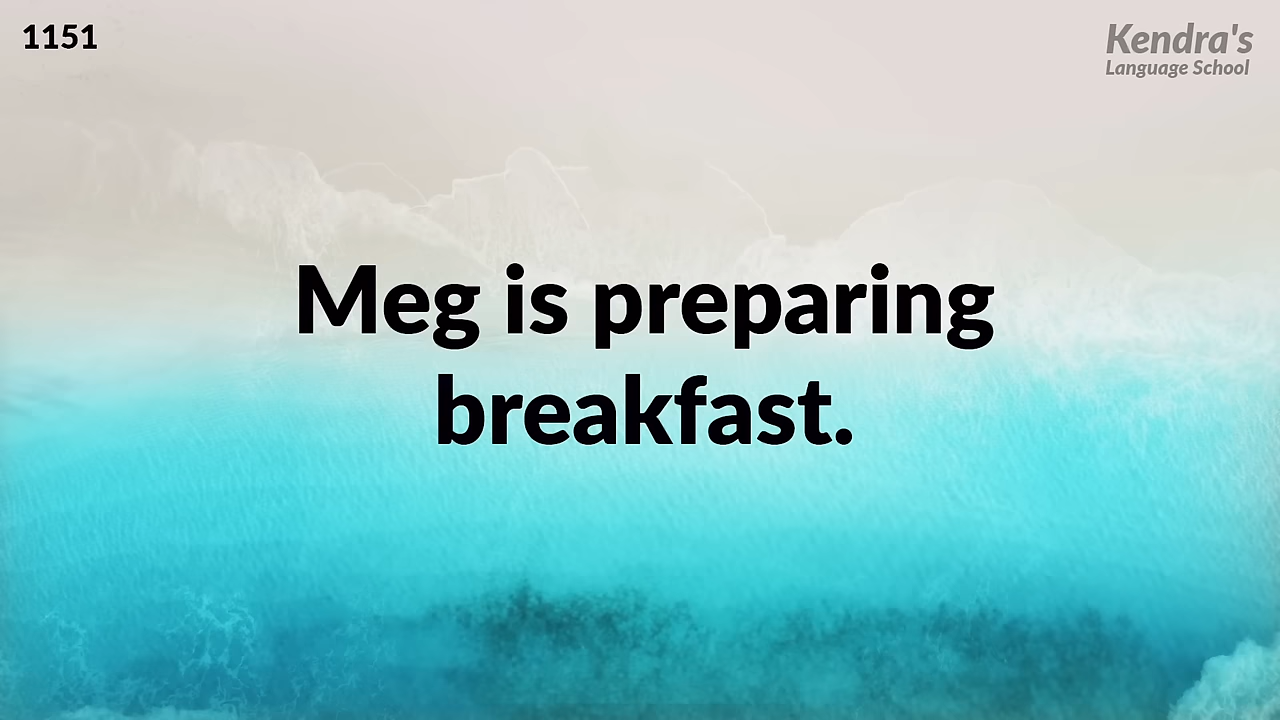 1151
Kendra's
Language School
Meg is preparing
breakfast.